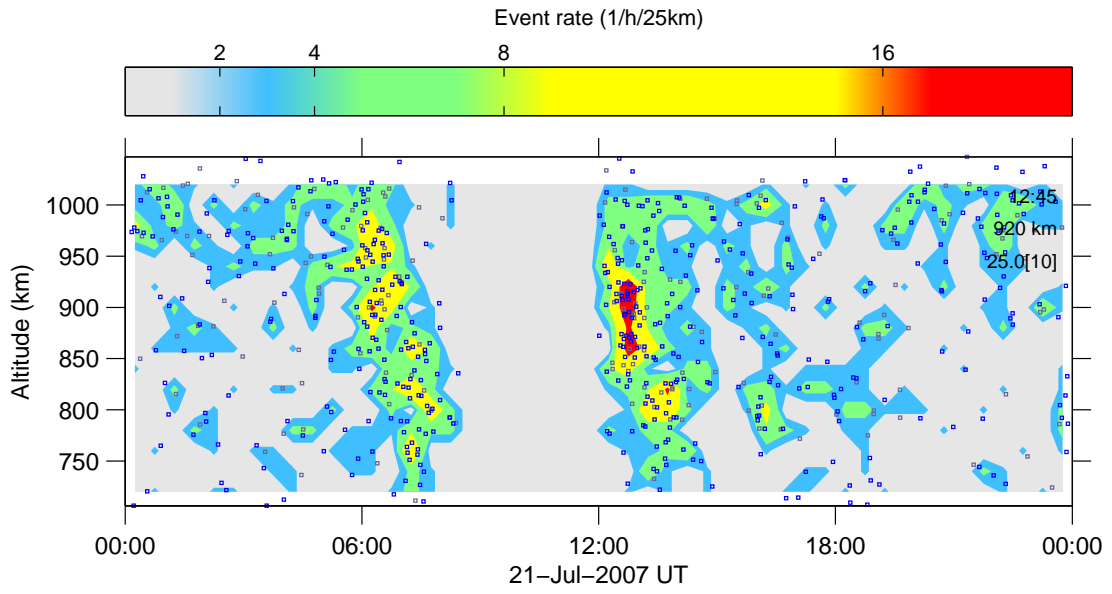 Event rate (1/h/25km)
2 4 8 16
1000
950
900
850
800
750
Altitude (km)
12:45
920 km
25.0[10]
00:00 06:00 12:00 18:00 00:00
21−Jul−2007 UT